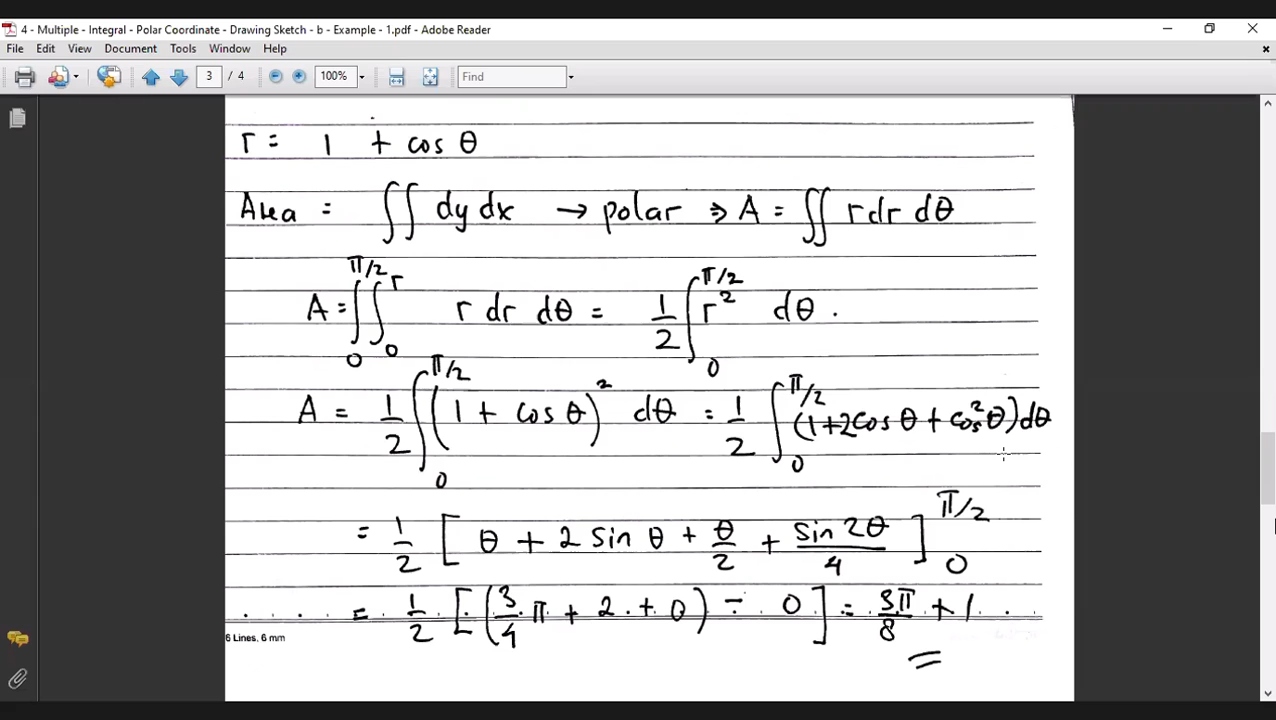 4 - Multiple - Integral - Polar Coordinate - Drawing Sketch - b - Example - 1.pdf - Adobe Reader
File Edit View Document Tools Window Help
3 / 4 100% Find
r = 1 + cos θ
Area = ∬ dy dx → polar ⇒ A = ∬ r dr dθ
A = ∫₀^π/2 ∫₀^r r dr dθ = 1/2 ∫₀^π/2 r² dθ .
A = 1/2 ∫₀^π/2 (1 + cos θ)² dθ = 1/2 ∫₀^π/2 (1+2cos θ + cos²θ)dθ
= 1/2 [ θ + 2 sin θ + θ/2 + sin 2θ/4 ]₀^π/2
= 1/2 [ (3/4 π + 2 + 0) - 0 ] = 3π/8 + 1
6 Lines, 6 mm